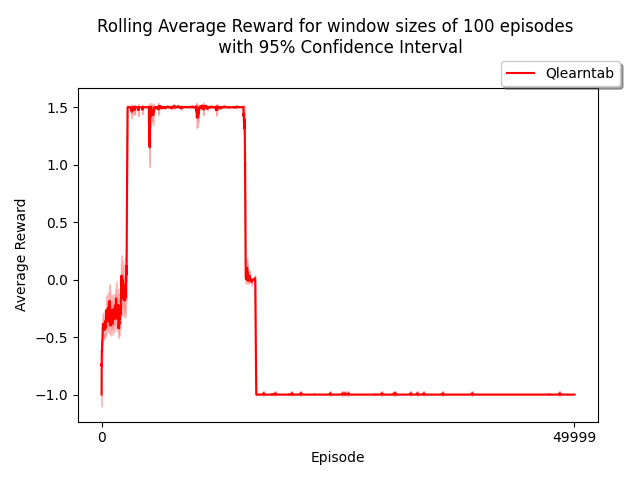 Rolling Average Reward for window sizes of 100 episodes
with 95% Confidence Interval
Qlearntab
1.5
1.0
0.5
0.0
−0.5
−1.0
Average Reward
0
49999
Episode